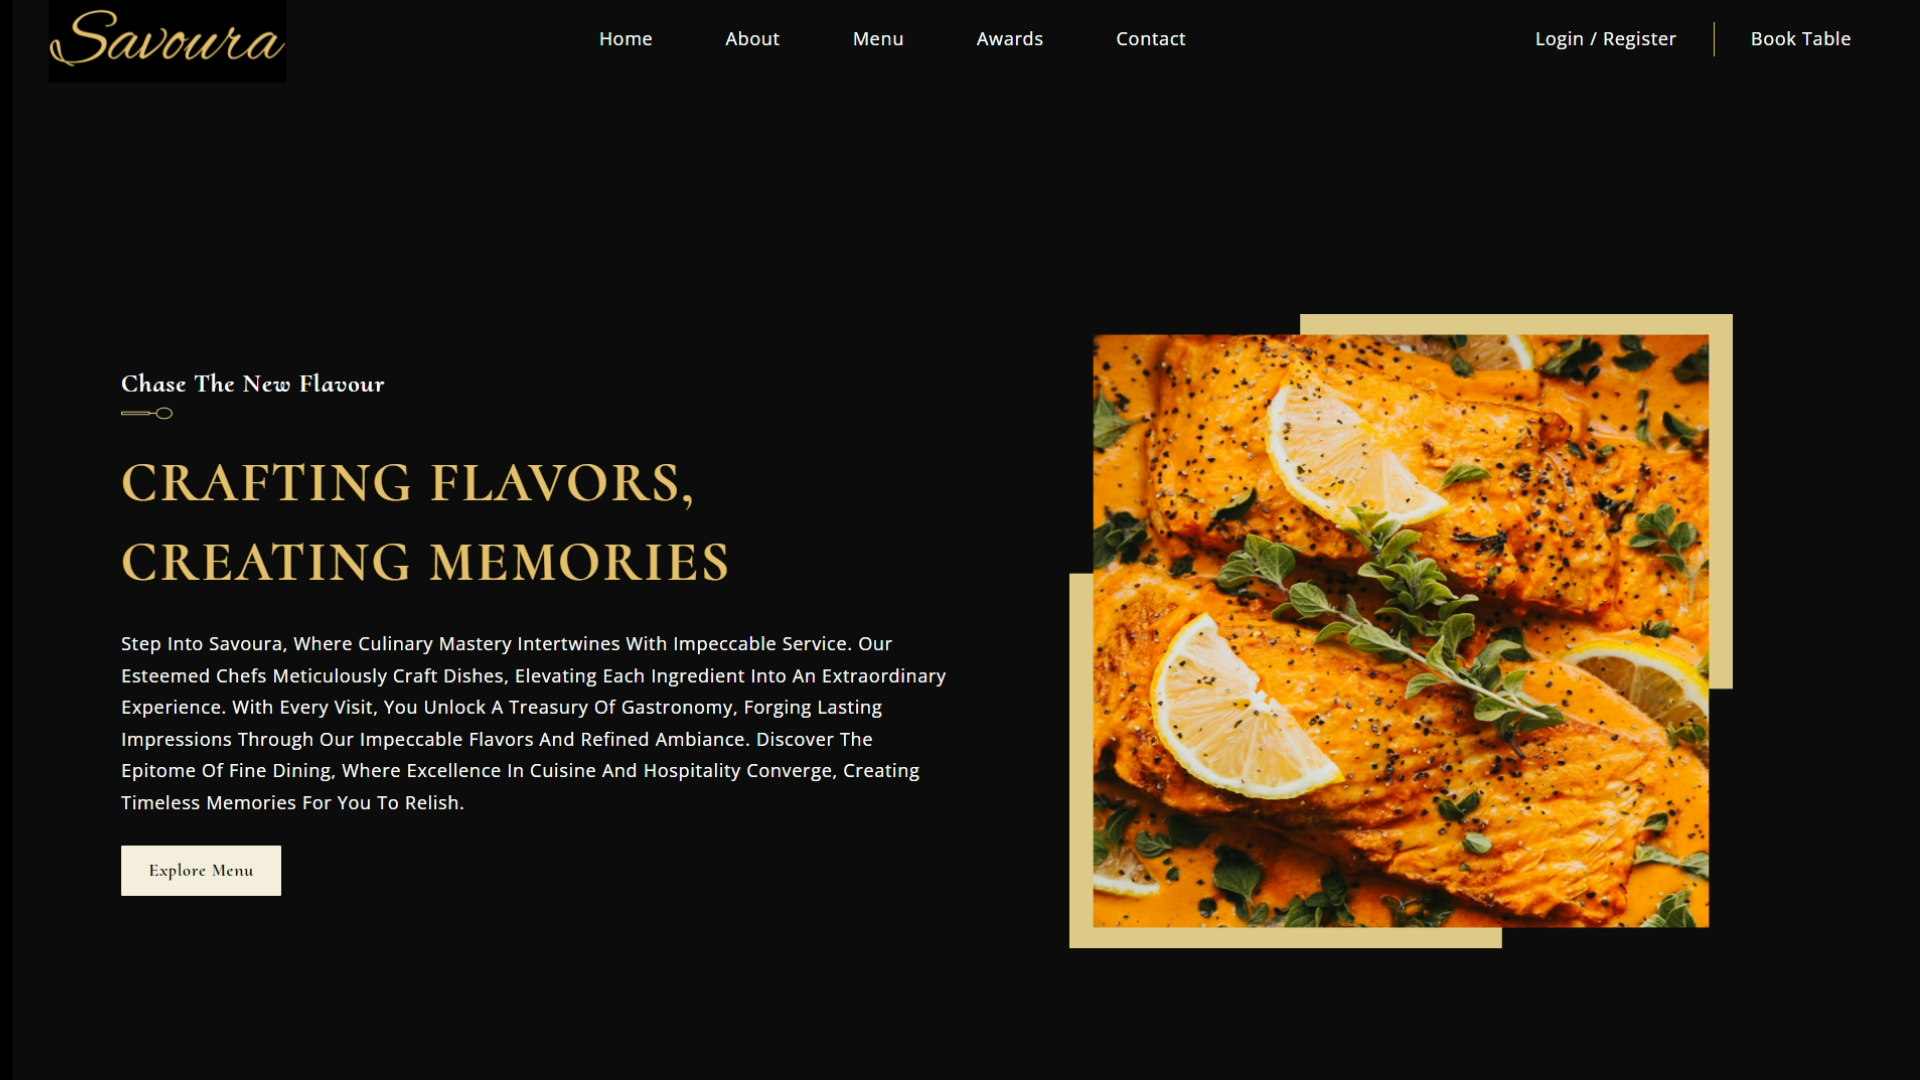 Savoura
Home About Menu Awards Contact Login / Register Book Table
Chase The New Flavour
CRAFTING FLAVORS,
CREATING MEMORIES
Step Into Savoura, Where Culinary Mastery Intertwines With Impeccable Service. Our
Esteemed Chefs Meticulously Craft Dishes, Elevating Each Ingredient Into An Extraordinary
Experience. With Every Visit, You Unlock A Treasury Of Gastronomy, Forging Lasting
Impressions Through Our Impeccable Flavors And Refined Ambiance. Discover The
Epitome Of Fine Dining, Where Excellence In Cuisine And Hospitality Converge, Creating
Timeless Memories For You To Relish.
Explore Menu